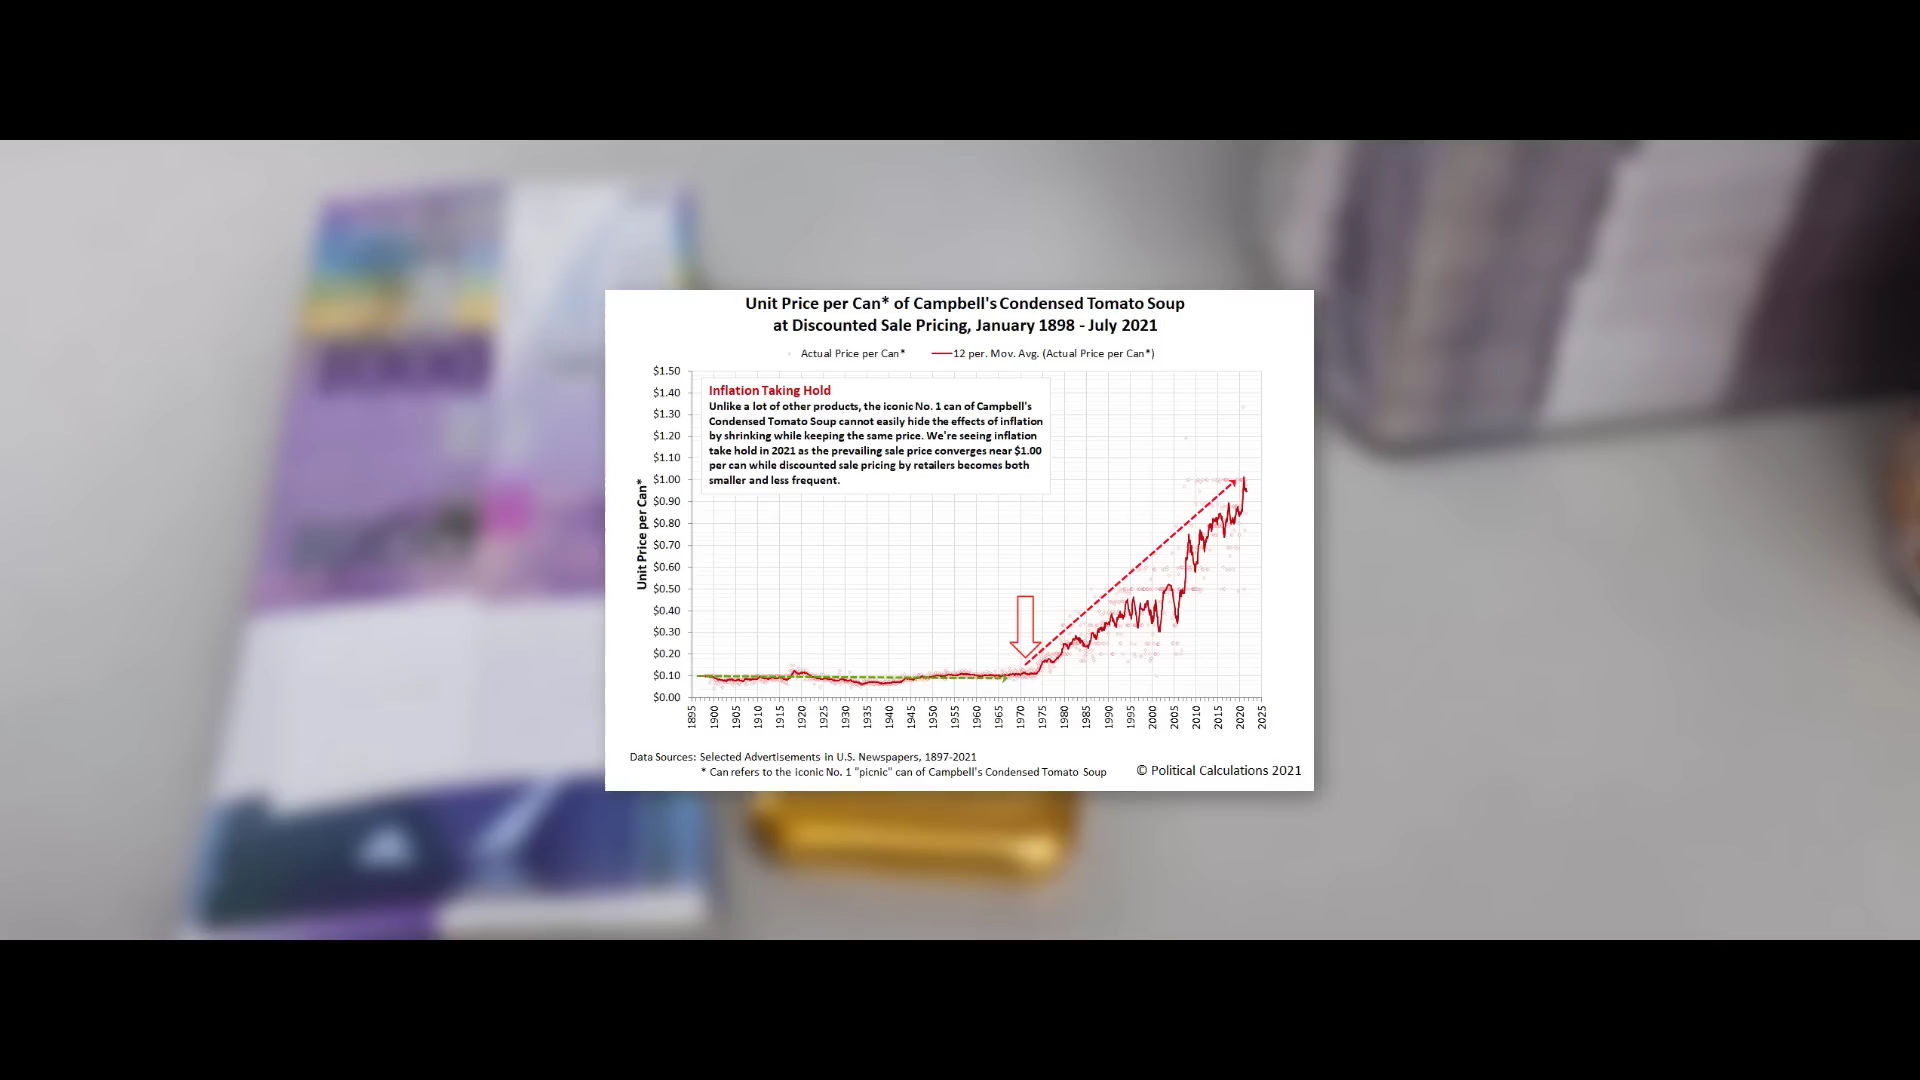 Unit Price per Can* of Campbell's Condensed Tomato Soup
at Discounted Sale Pricing, January 1898 - July 2021
Actual Price per Can*
12 per. Mov. Avg. (Actual Price per Can*)
Unit Price per Can*
$1.50
$1.40
$1.30
$1.20
$1.10
$1.00
$0.90
$0.80
$0.70
$0.60
$0.50
$0.40
$0.30
$0.20
$0.10
$0.00
Inflation Taking Hold
Unlike a lot of other products, the iconic No. 1 can of Campbell's
Condensed Tomato Soup cannot easily hide the effects of inflation
by shrinking while keeping the same price. We're seeing inflation
take hold in 2021 as the prevailing sale price converges near $1.00
per can while discounted sale pricing by retailers becomes both
smaller and less frequent.
1895
1900
1905
1910
1915
1920
1925
1930
1935
1940
1945
1950
1955
1960
1965
1970
1975
1980
1985
1990
1995
2000
2005
2010
2015
2020
2025
Data Sources: Selected Advertisements in U.S. Newspapers, 1897-2021
* Can refers to the iconic No. 1 "picnic" can of Campbell's Condensed Tomato Soup
© Political Calculations 2021